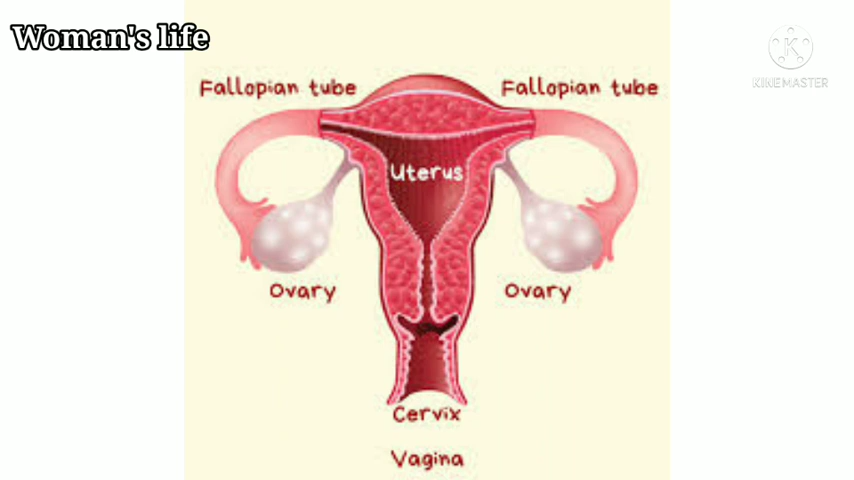 Woman's life
KINEMASTER
Fallopian tube
Fallopian tube
Uterus
Ovary
Ovary
Cervix
Vagina